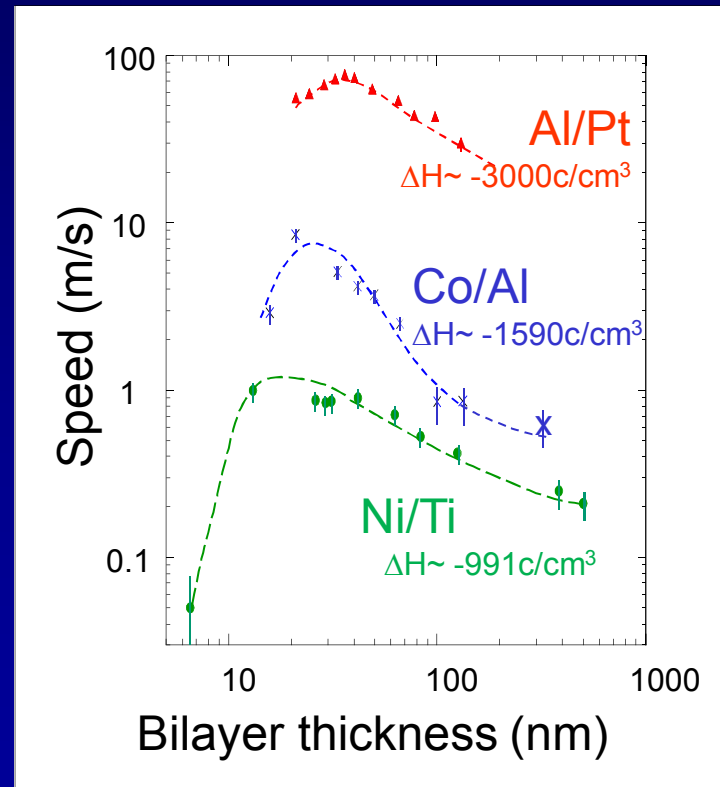 100
10
1
0.1
Speed (m/s)
Al/Pt
ΔH~ -3000c/cm³
Co/Al
ΔH~ -1590c/cm³
Ni/Ti
ΔH~ -991c/cm³
10 100 1000
Bilayer thickness (nm)